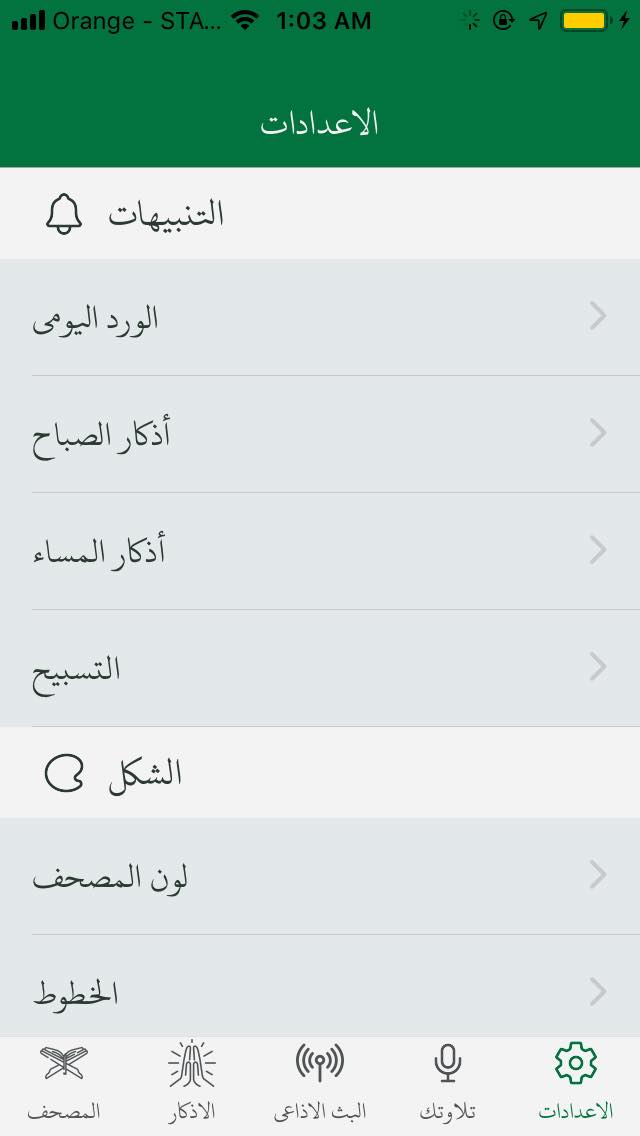 Orange - STA...
1:03 AM
الاعدادات
التنبيهات
الورد اليومى
أذكار الصباح
أذكار المساء
التسبيح
الشكل
لون المصحف
الخطوط
المصحف
الاذكار
البث الاذاعى
تلاوتك
الاعدادات